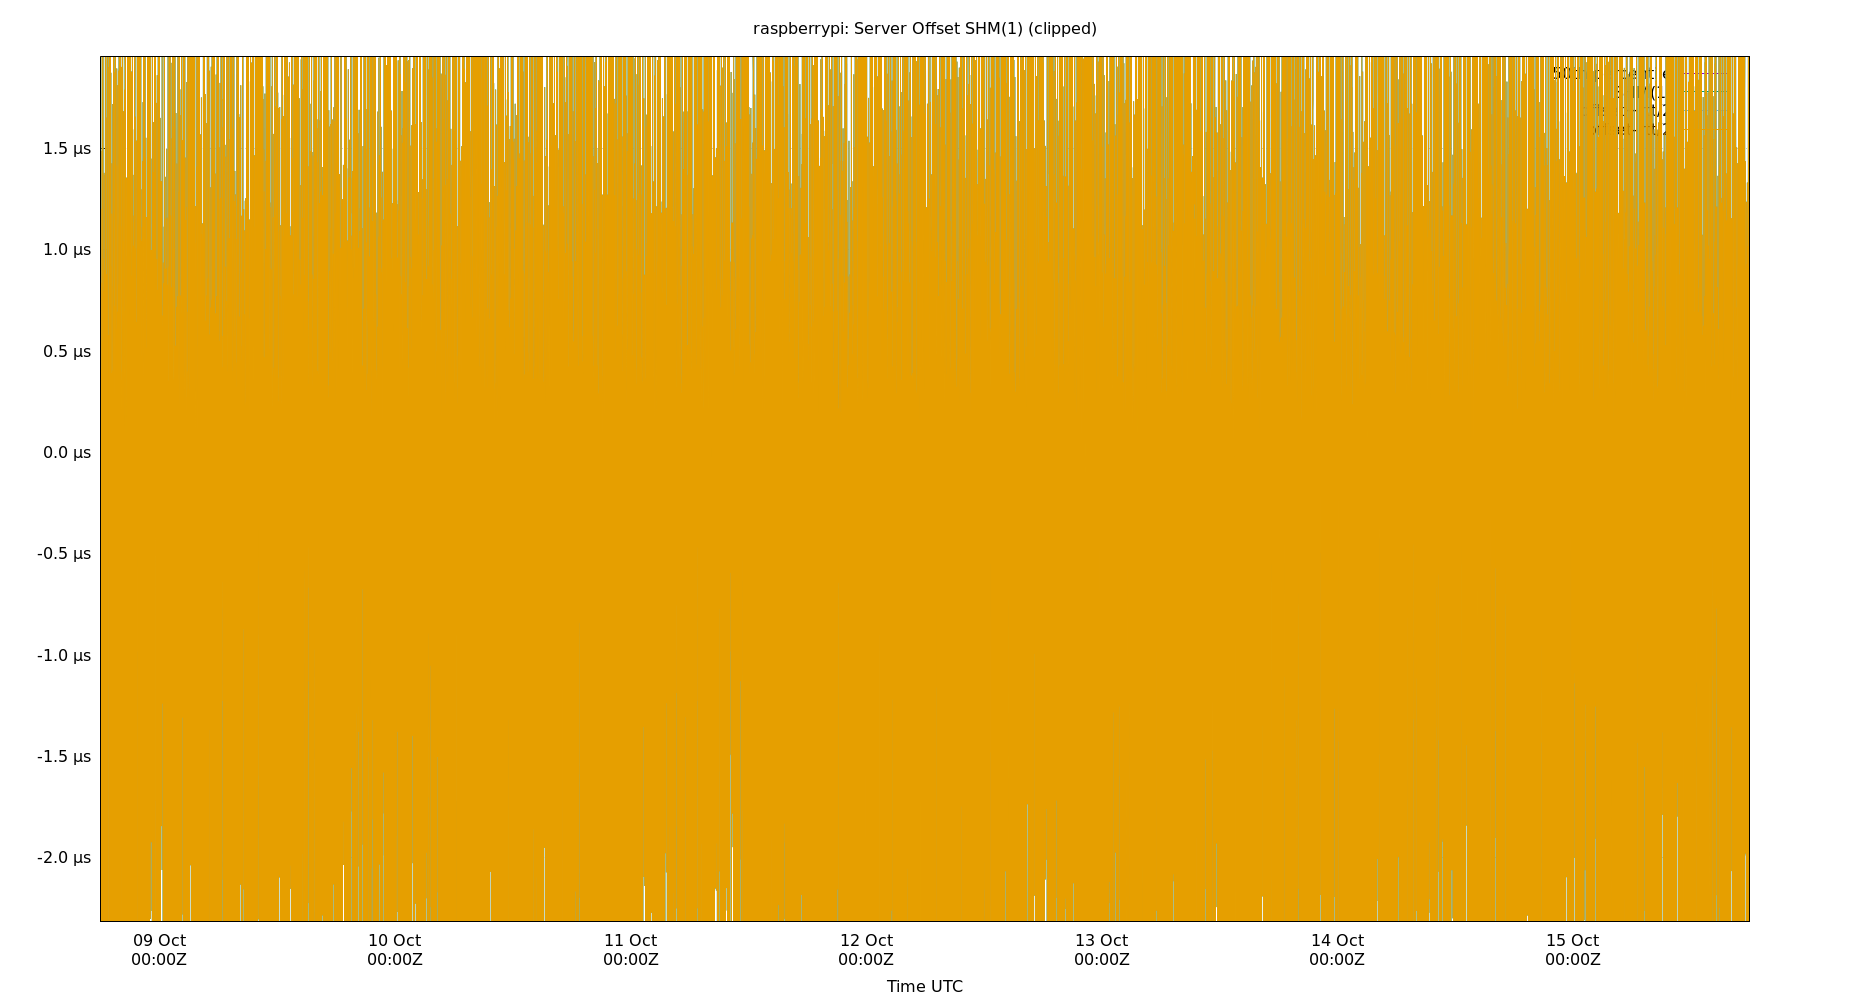 raspberrypi: Server Offset SHM(1) (clipped)
1.5 µs
1.0 µs
0.5 µs
0.0 µs
-0.5 µs
-1.0 µs
-1.5 µs
-2.0 µs
09 Oct 10 Oct 11 Oct 12 Oct 13 Oct 14 Oct 15 Oct
00:00Z 00:00Z 00:00Z 00:00Z 00:00Z 00:00Z 00:00Z
Time UTC